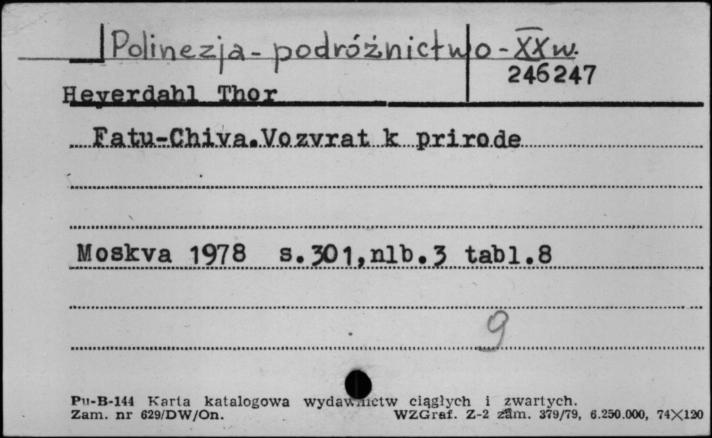 Polinezja - podróżnictwo - XX w.
246247
Heyerdahl Thor
Fatu-Chiva.Vozvrat k prirode
Moskva 1978 s.301,nlb.3 tabl.8
9
Pu-B-144 Karta katalogowa wydawnictw ciągłych i zwartych.
Zam. nr 629/DW/On. WZGraf. Z-2 zam. 379/79, 6.250.000, 74×120